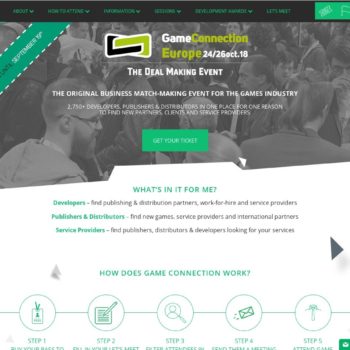 ABOUT
HOW TO ATTEND
INFORMATION
SESSIONS
DEVELOPMENT AWARDS
LET'S MEET
SEPTEMBER 19th
GameConnection
Europe 24/26oct.18
THE DEAL MAKING EVENT
THE ORIGINAL BUSINESS MATCH-MAKING EVENT FOR THE GAMES INDUSTRY
2,750+ DEVELOPERS, PUBLISHERS & DISTRIBUTORS IN ONE PLACE FOR ONE REASON
TO FIND NEW PARTNERS, CLIENTS AND SERVICE PROVIDERS
GET YOUR TICKET
WHAT'S IN IT FOR ME?
Developers – find publishing & distribution partners, work-for-hire and service providers
Publishers & Distributors – find new games, service providers and international partners
Service Providers – find publishers, distributors & developers looking for your services
HOW DOES GAME CONNECTION WORK?
STEP 1
STEP 2
STEP 3
STEP 4
STEP 5
BUY YOUR PASS TO
FILL IN YOUR LET'S MEET
FILTER ATTENDEES IN
SEND THEM A MEETING
ATTEND GAME